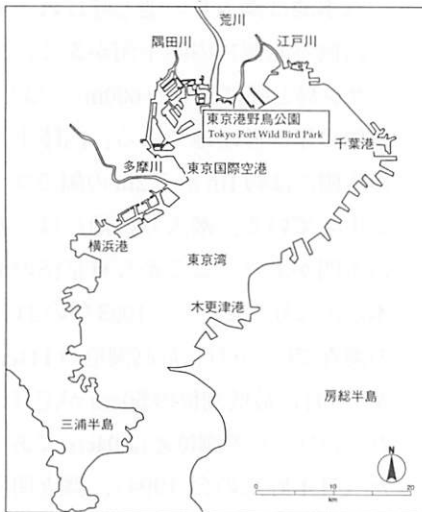 荒川
隅田川
江戸川
東京港野鳥公園
Tokyo Port Wild Bird Park
千葉港
多摩川
東京国際空港
横浜港
東京湾
木更津港
房総半島
三浦半島
N
0 10 20
km